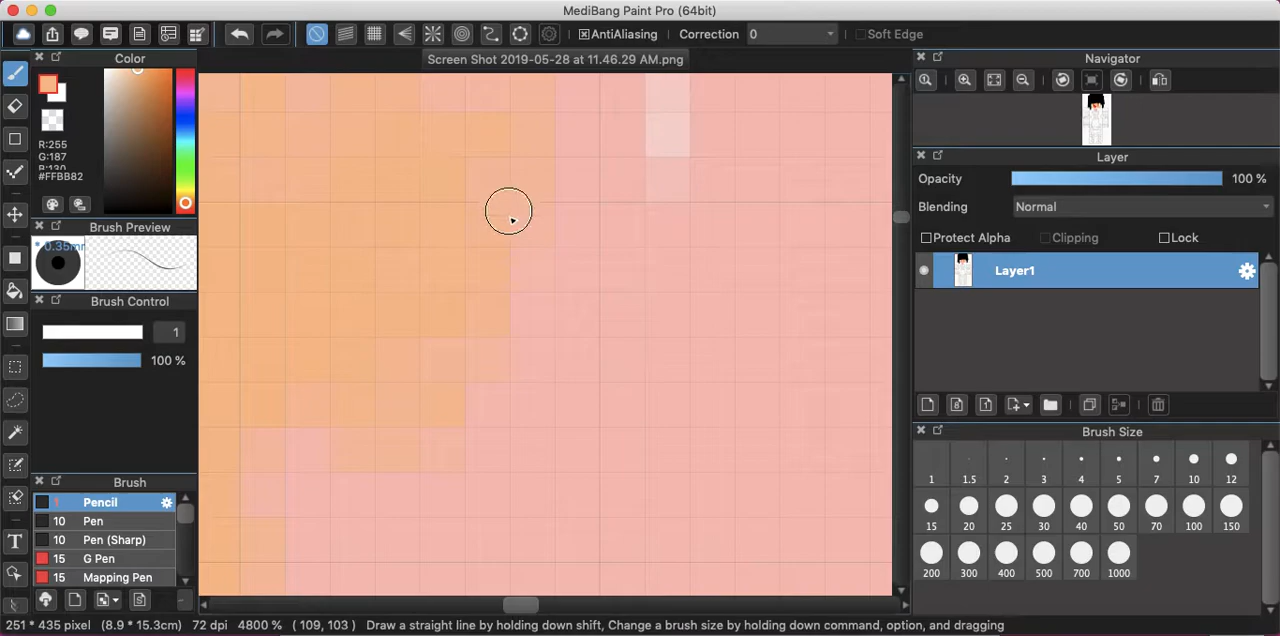 MediBang Paint Pro (64bit)
AntiAliasing
Correction
0
Soft Edge
Screen Shot 2019-05-28 at 11.46.29 AM.png
Color
R:255
G:187
B:130
#FFBB82
Brush Preview
* 0.35mm
Brush Control
1
100 %
Brush
1 Pencil
10 Pen
10 Pen (Sharp)
15 G Pen
15 Mapping Pen
Navigator
Layer
Opacity
100 %
Blending
Normal
Protect Alpha
Clipping
Lock
Layer1
Brush Size
1 1.5 2 3 4 5 7 10 12
15 20 25 30 40 50 70 100 150
200 300 400 500 700 1000
251 * 435 pixel (8.9 * 15.3cm) 72 dpi 4800 % ( 109, 103 ) Draw a straight line by holding down shift, Change a brush size by holding down command, option, and dragging